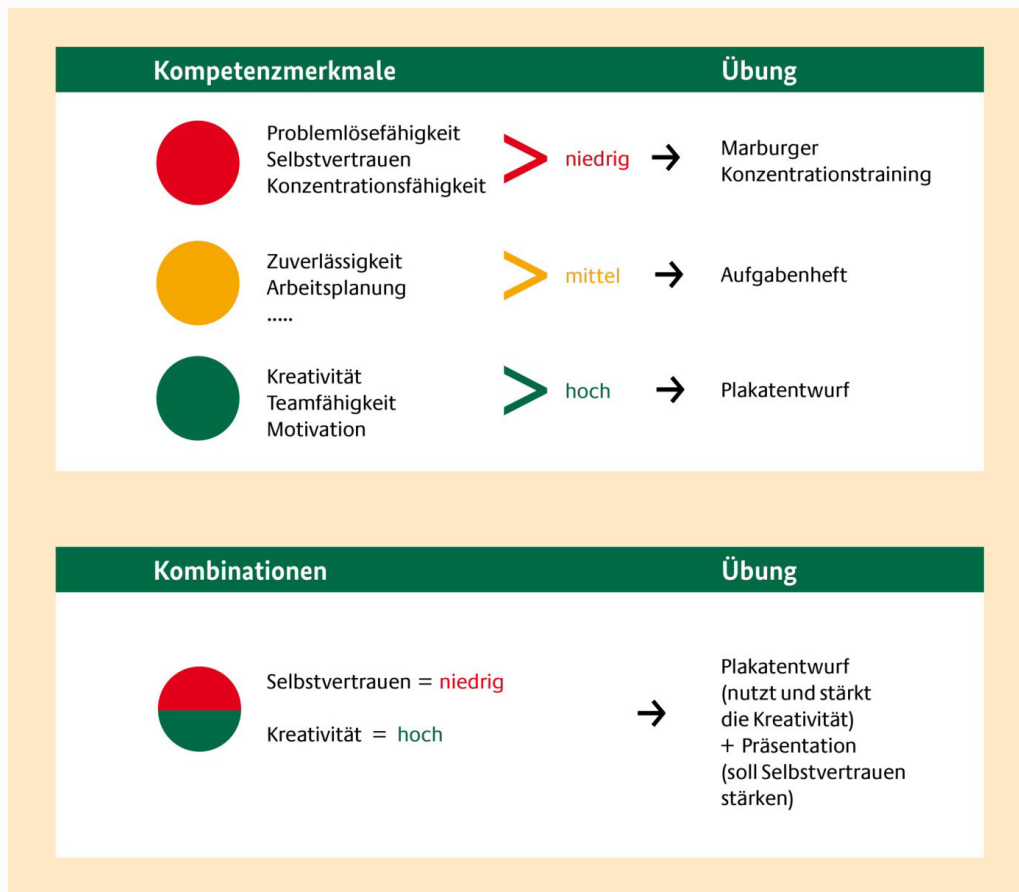 Kompetenzmerkmale Übung
Problemlösefähigkeit
Selbstvertrauen
Konzentrationsfähigkeit
> niedrig → Marburger
Konzentrationstraining
Zuverlässigkeit
Arbeitsplanung
.....
> mittel → Aufgabenheft
Kreativität
Teamfähigkeit
Motivation
> hoch → Plakatentwurf
Kombinationen Übung
Selbstvertrauen = niedrig
Kreativität = hoch
→
Plakatentwurf
(nutzt und stärkt
die Kreativität)
+ Präsentation
(soll Selbstvertrauen
stärken)